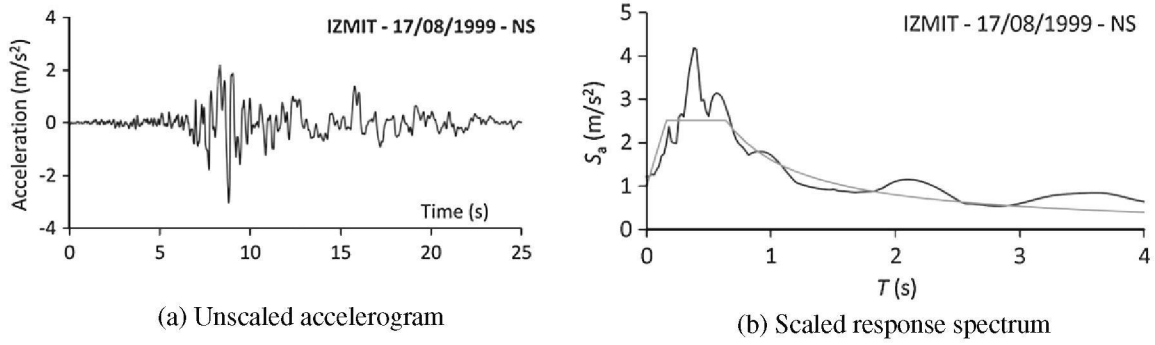 IZMIT - 17/08/1999 - NS
Acceleration (m/s²)
4
2
0
-2
-4
Time (s)
0 5 10 15 20 25
(a) Unscaled accelerogram
IZMIT - 17/08/1999 - NS
Sa (m/s²)
5
4
3
2
1
0
0 1 2 3 4
T (s)
(b) Scaled response spectrum